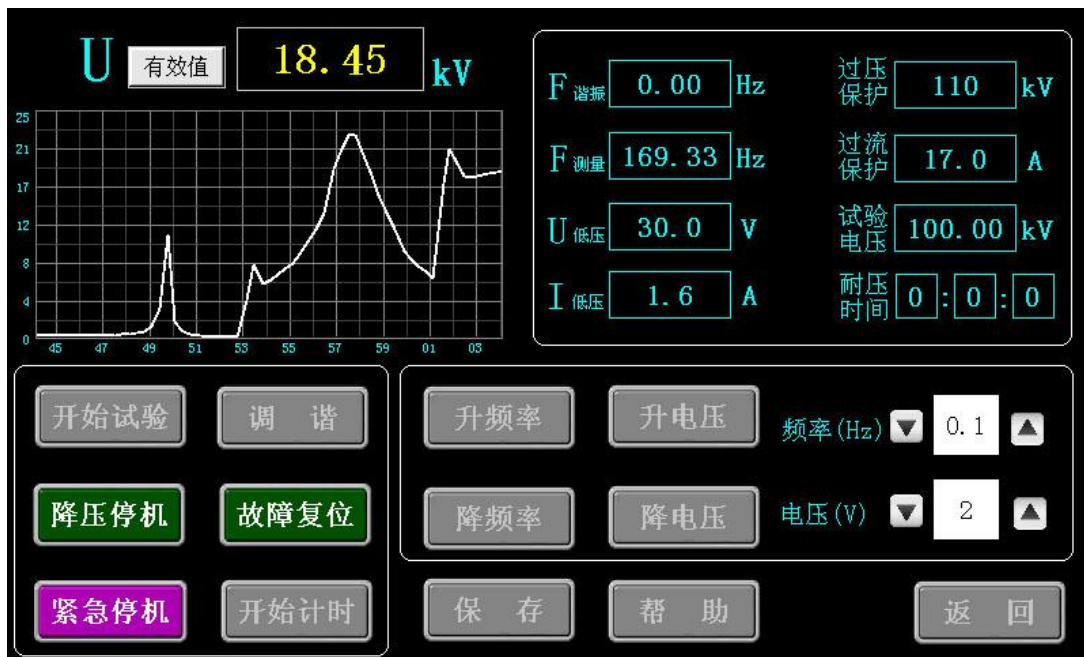 U 有效值 18.45 kV
25
21
17
12
8
4
0
45 47 49 51 53 55 57 59 01 03
F谐振 0.00 Hz
过压保护 110 kV
F测量 169.33 Hz
过流保护 17.0 A
U低压 30.0 V
试验电压 100.00 kV
I低压 1.6 A
耐压时间 0:0:0
开始试验 调 谐
降压停机 故障复位
紧急停机 开始计时
升频率 升电压 频率(Hz) 0.1
降频率 降电压 电压(V) 2
保 存 帮 助 返 回